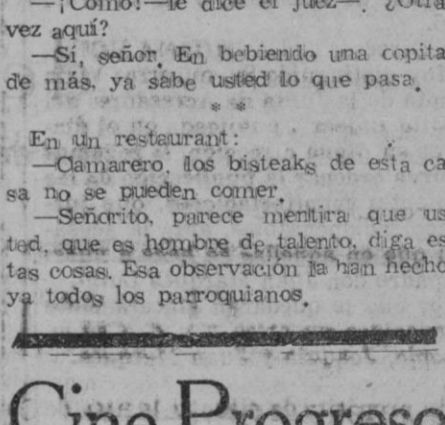 —¡Cómo!—le dice el juez—. ¿Otra
vez aquí?
—Sí, señor. En bebiendo una copita
de más, ya sabe usted lo que pasa.
* *
En un restaurant:
—Camarero, los bisteaks de esta ca
sa no se pueden comer.
—Señorito, parece mentira que us
ted, que es hombre de talento, diga es
tas cosas. Esa observación la han hecho
ya todos los parroquianos.
Cine Progreso